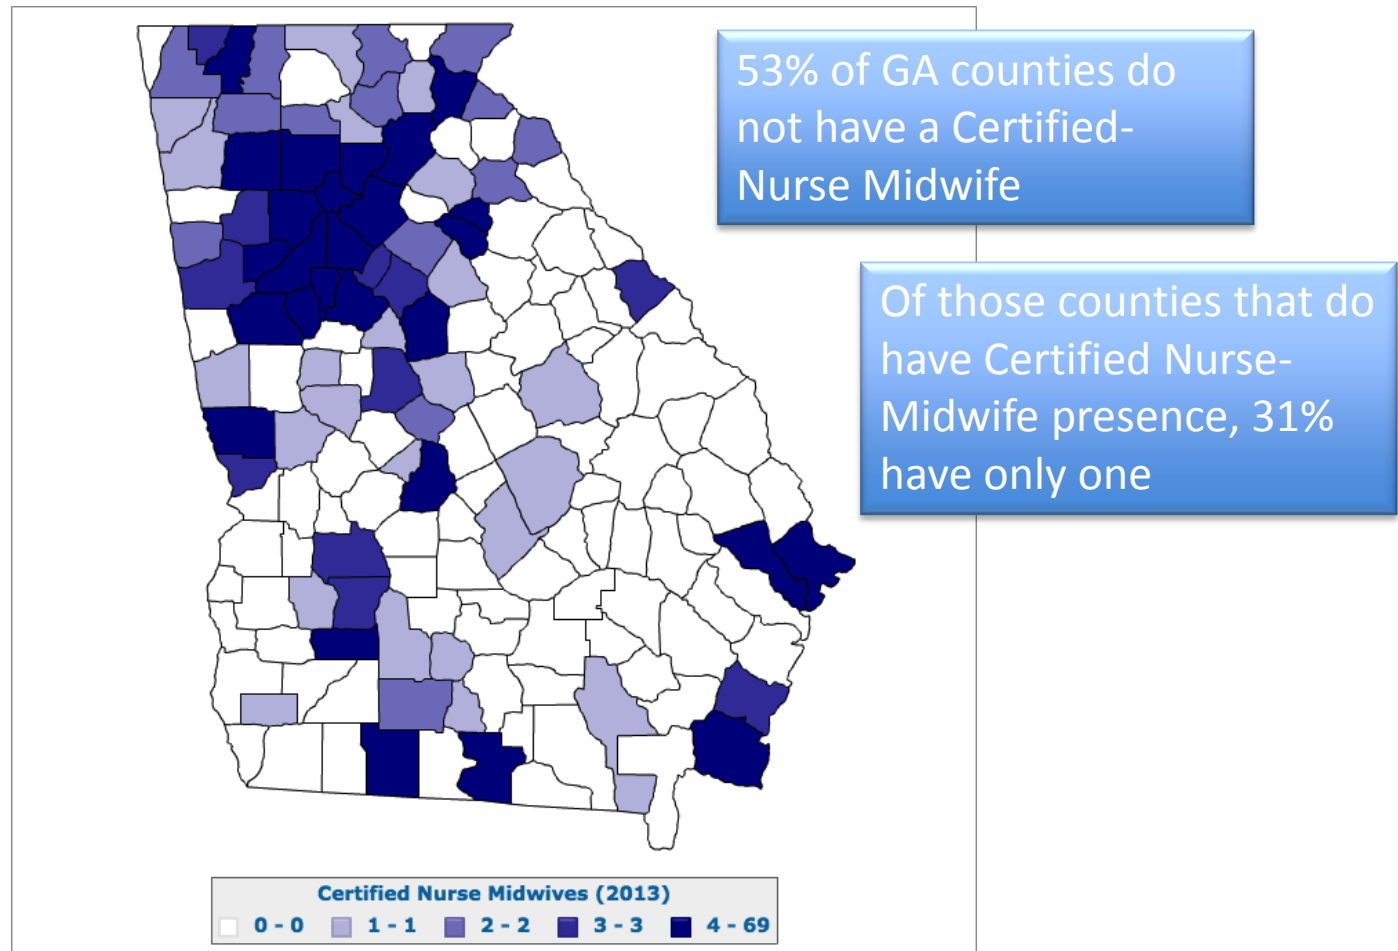 53% of GA counties do
not have a Certified-
Nurse Midwife
Of those counties that do
have Certified Nurse-
Midwife presence, 31%
have only one
Certified Nurse Midwives (2013)
0 - 0 1 - 1 2 - 2 3 - 3 4 - 69